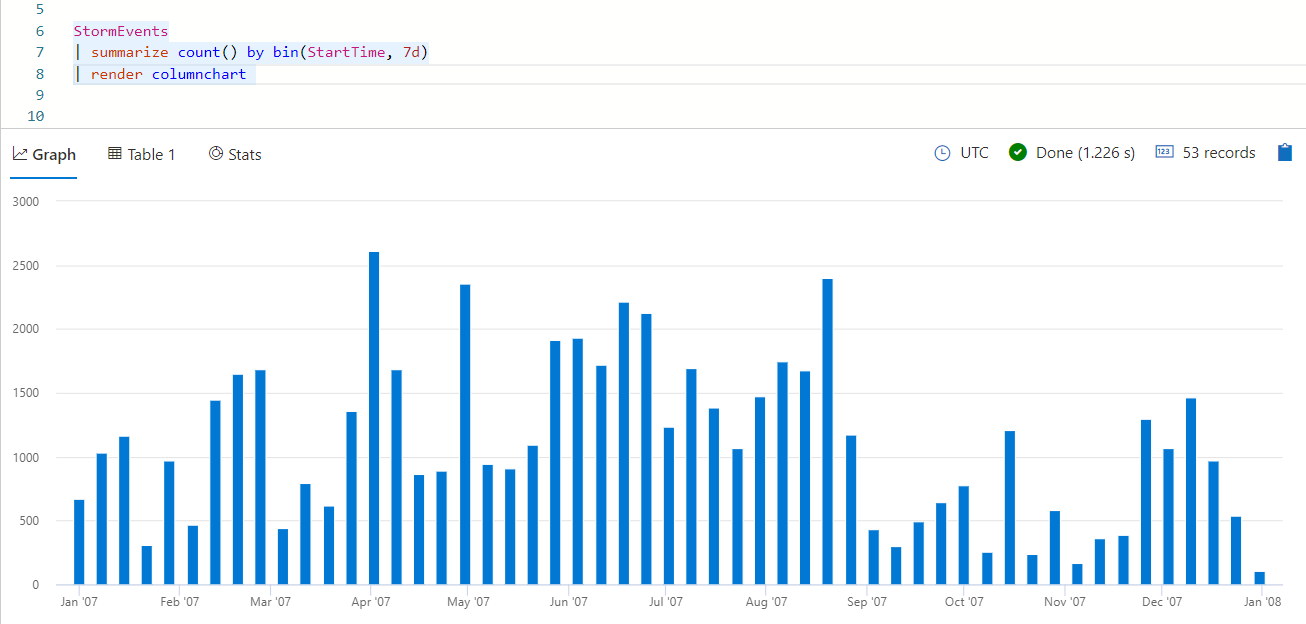 5
6 StormEvents
7 | summarize count() by bin(StartTime, 7d)
8 | render columnchart
9
10
Graph Table 1 Stats UTC Done (1.226 s) 123 53 records
3000
2500
2000
1500
1000
500
0
Jan '07 Feb '07 Mar '07 Apr '07 May '07 Jun '07 Jul '07 Aug '07 Sep '07 Oct '07 Nov '07 Dec '07 Jan '08